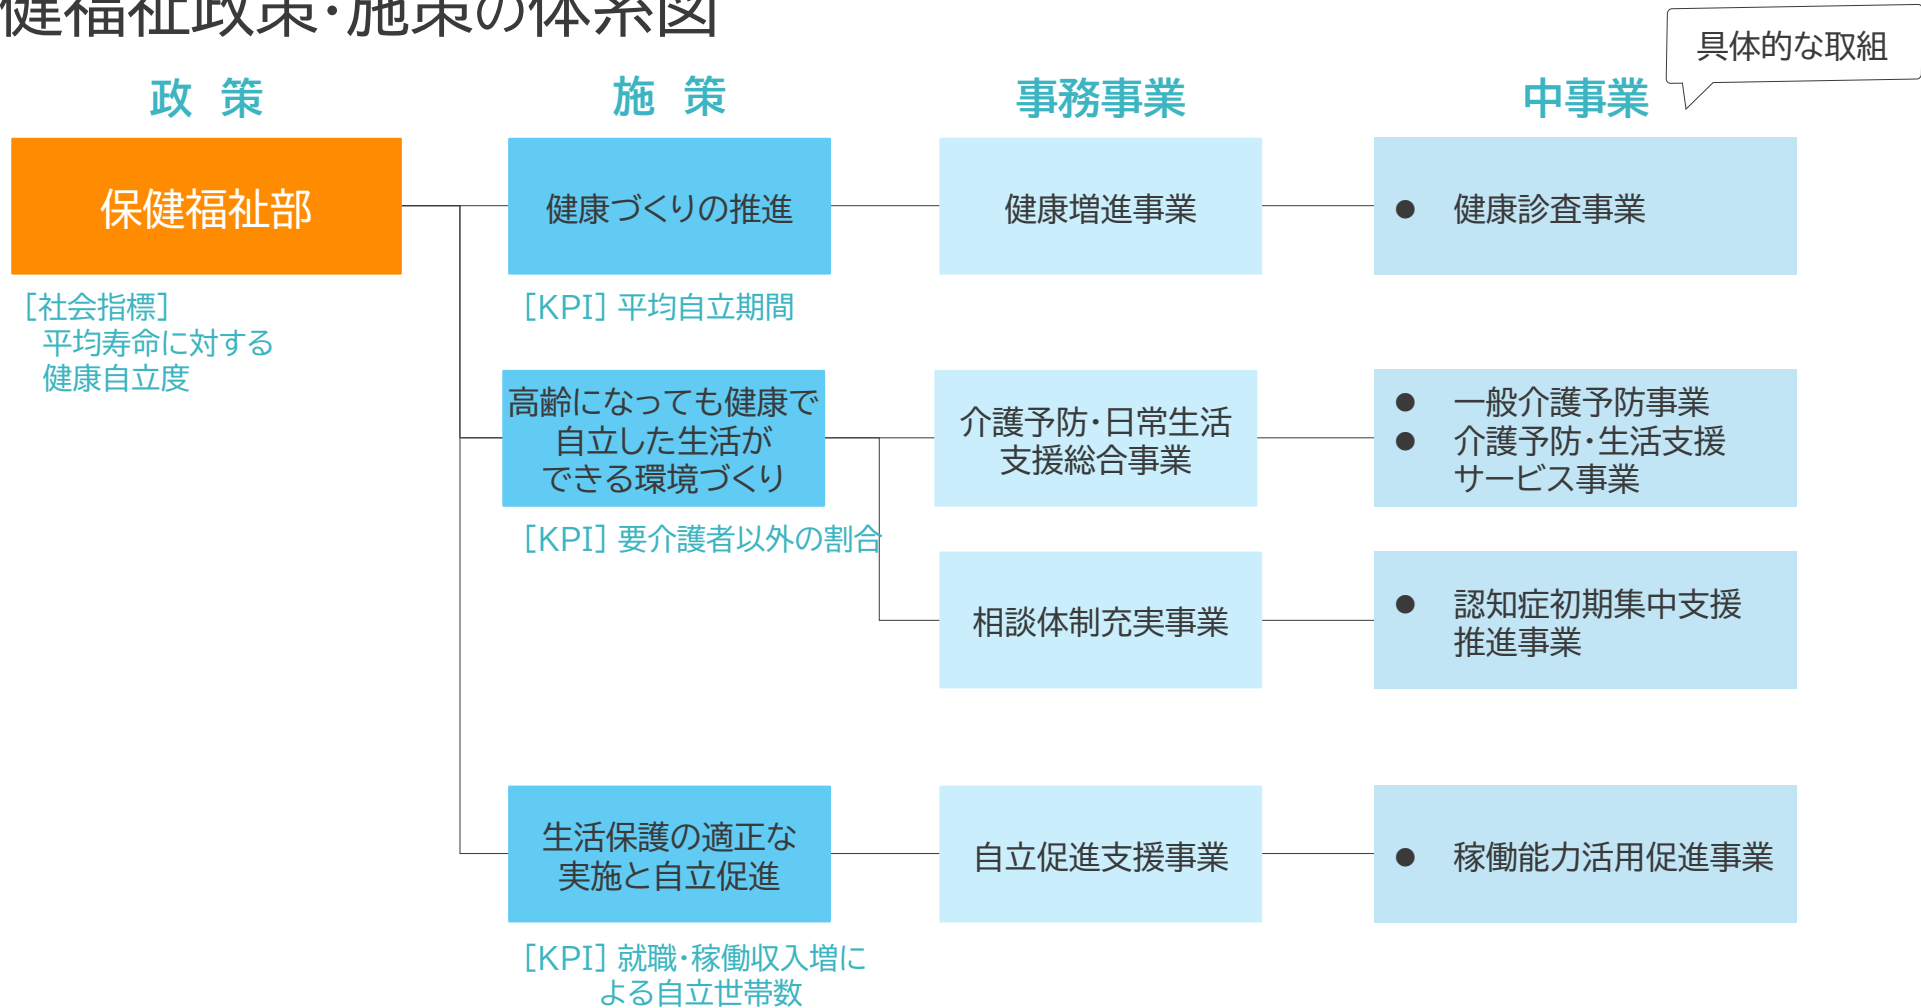 健福祉政策・施策の体系図
具体的な取組
政 策
施 策
事務事業
中事業
保健福祉部
健康づくりの推進
健康増進事業
● 健康診査事業
［社会指標］
平均寿命に対する
健康自立度
［KPI］平均自立期間
高齢になっても健康で
自立した生活が
できる環境づくり
介護予防・日常生活
支援総合事業
● 一般介護予防事業
● 介護予防・生活支援
サービス事業
［KPI］要介護者以外の割合
相談体制充実事業
● 認知症初期集中支援
推進事業
生活保護の適正な
実施と自立促進
自立促進支援事業
● 稼働能力活用促進事業
［KPI］就職・稼働収入増に
よる自立世帯数